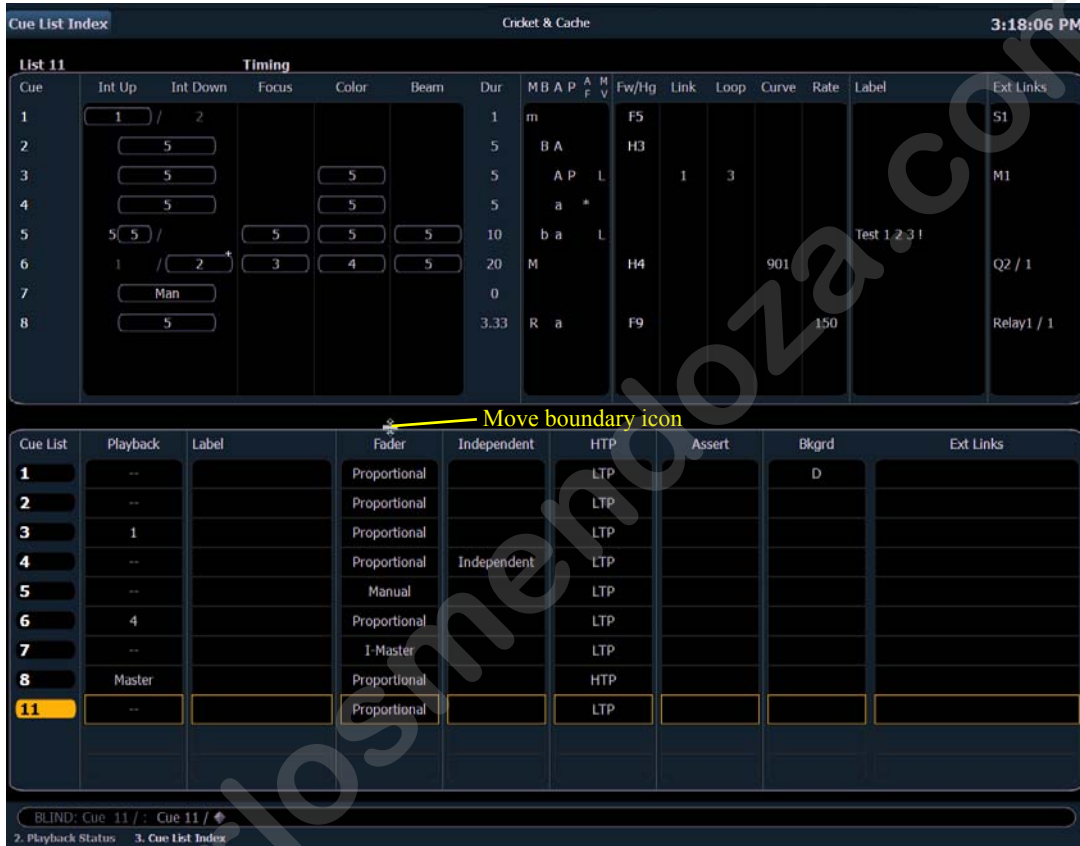 Cue List Index Cricket & Cache 3:18:06 PM
List 11 Timing
Cue Int Up Int Down Focus Color Beam Dur M B A P A F M V Fw/Hg Link Loop Curve Rate Label Ext Links
1 1 / 2 1 m F5 S1
2 5 5 B A H3
3 5 5 5 A P L 1 3 M1
4 5 5 5 a *
5 5 5 / 5 5 5 10 b a L Test 1 2 3 !
6 1 / 2 * 3 4 5 20 M H4 901 Q2 / 1
7 Man 0
8 5 3.33 R a F9 150 Relay1 / 1
Move boundary icon
Cue List Playback Label Fader Independent HTP Assert Bkgrd Ext Links
1 -- Proportional LTP D
2 -- Proportional LTP
3 1 Proportional LTP
4 -- Proportional Independent LTP
5 -- Manual LTP
6 4 Proportional LTP
7 -- I-Master LTP
8 Master Proportional HTP
11 -- Proportional LTP
BLIND: Cue 11 / : Cue 11 /
2. Playback Status 3. Cue List Index
losmendoza.com